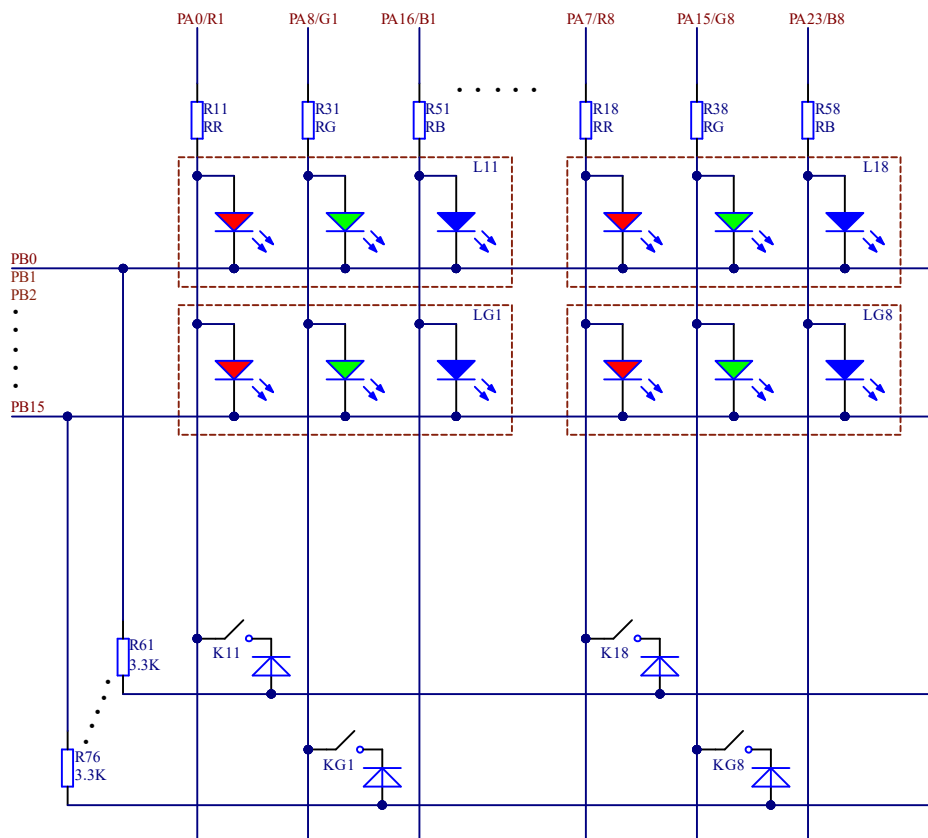 PA0/R1 PA8/G1 PA16/B1 PA7/R8 PA15/G8 PA23/B8
R11 R31 R51 R18 R38 R58
RR RG RB RR RG RB
L11 L18
PB0
PB1
PB2
LG1 LG8
PB15
R61
3.3K
K11 K18
R76
3.3K
KG1 KG8